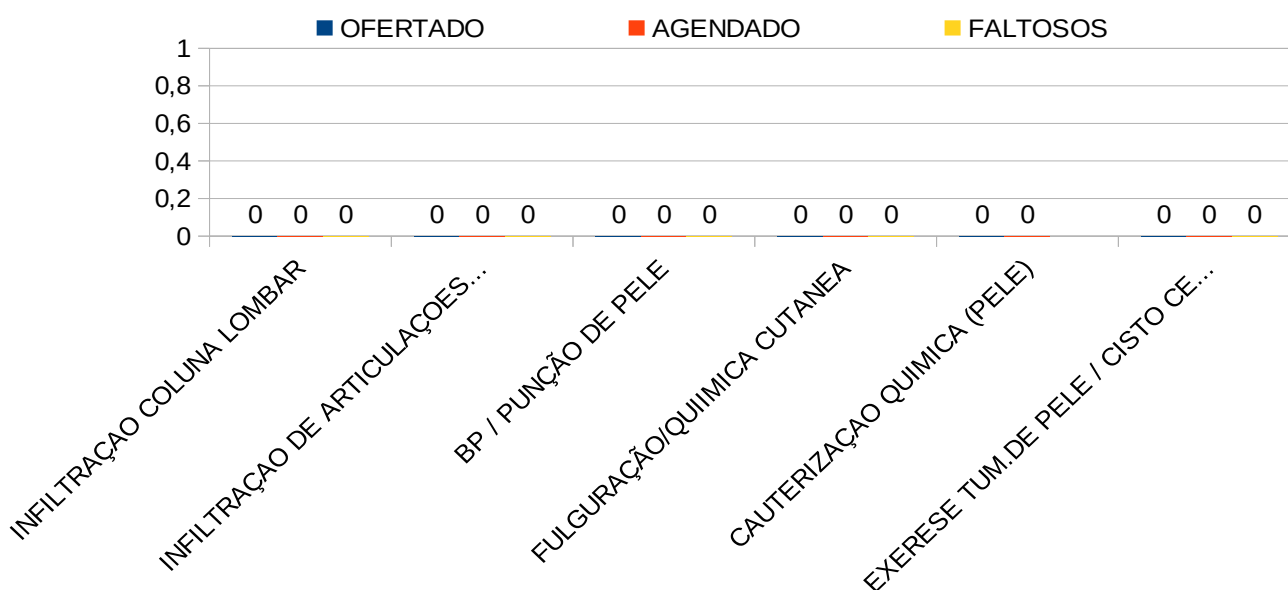 OFERTADO AGENDADO FALTOSOS
1
0,8
0,6
0,4
0,2
0
0 0 0 0 0 0 0 0 0 0 0 0 0 0 0 0 0
INFILTRAÇAO COLUNA LOMBAR
INFILTRAÇAO DE ARTICULAÇOES...
BP / PUNÇÃO DE PELE
FULGURAÇÃO/QUIIMICA CUTANEA
CAUTERIZAÇAO QUIMICA (PELE)
EXERESE TUM.DE PELE / CISTO CE...